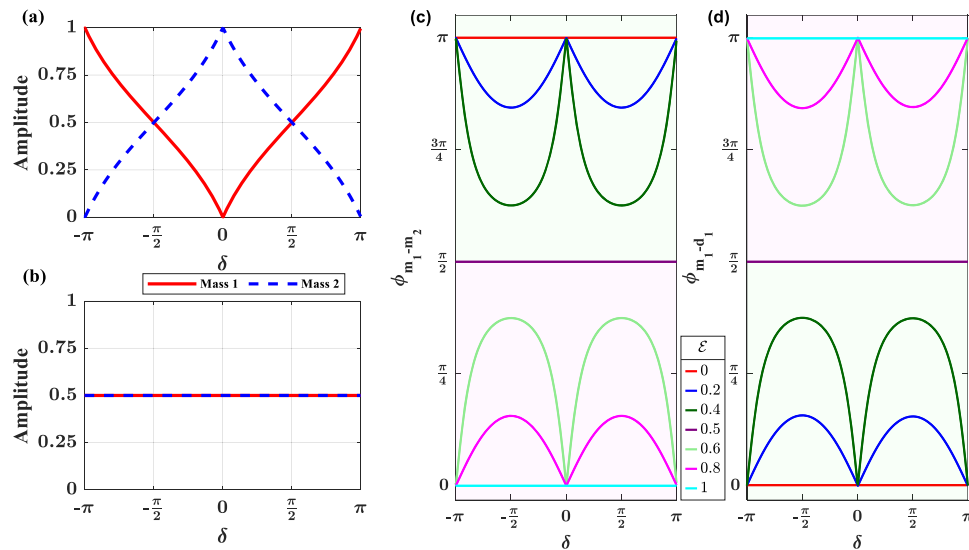 (a)
Amplitude
1
0.75
0.5
0.25
0
-π
-π/2
0
π/2
π
δ
(b)
Mass 1
Mass 2
Amplitude
1
0.75
0.5
0.25
0
-π
-π/2
0
π/2
π
δ
(c)
ϕ m₁-m₂
π
3π/4
π/2
π/4
0
-π
-π/2
0
π/2
π
δ
ℰ
0
0.2
0.4
0.5
0.6
0.8
1
(d)
ϕ m₁-d₁
π
3π/4
π/2
π/4
0
-π
-π/2
0
π/2
π
δ